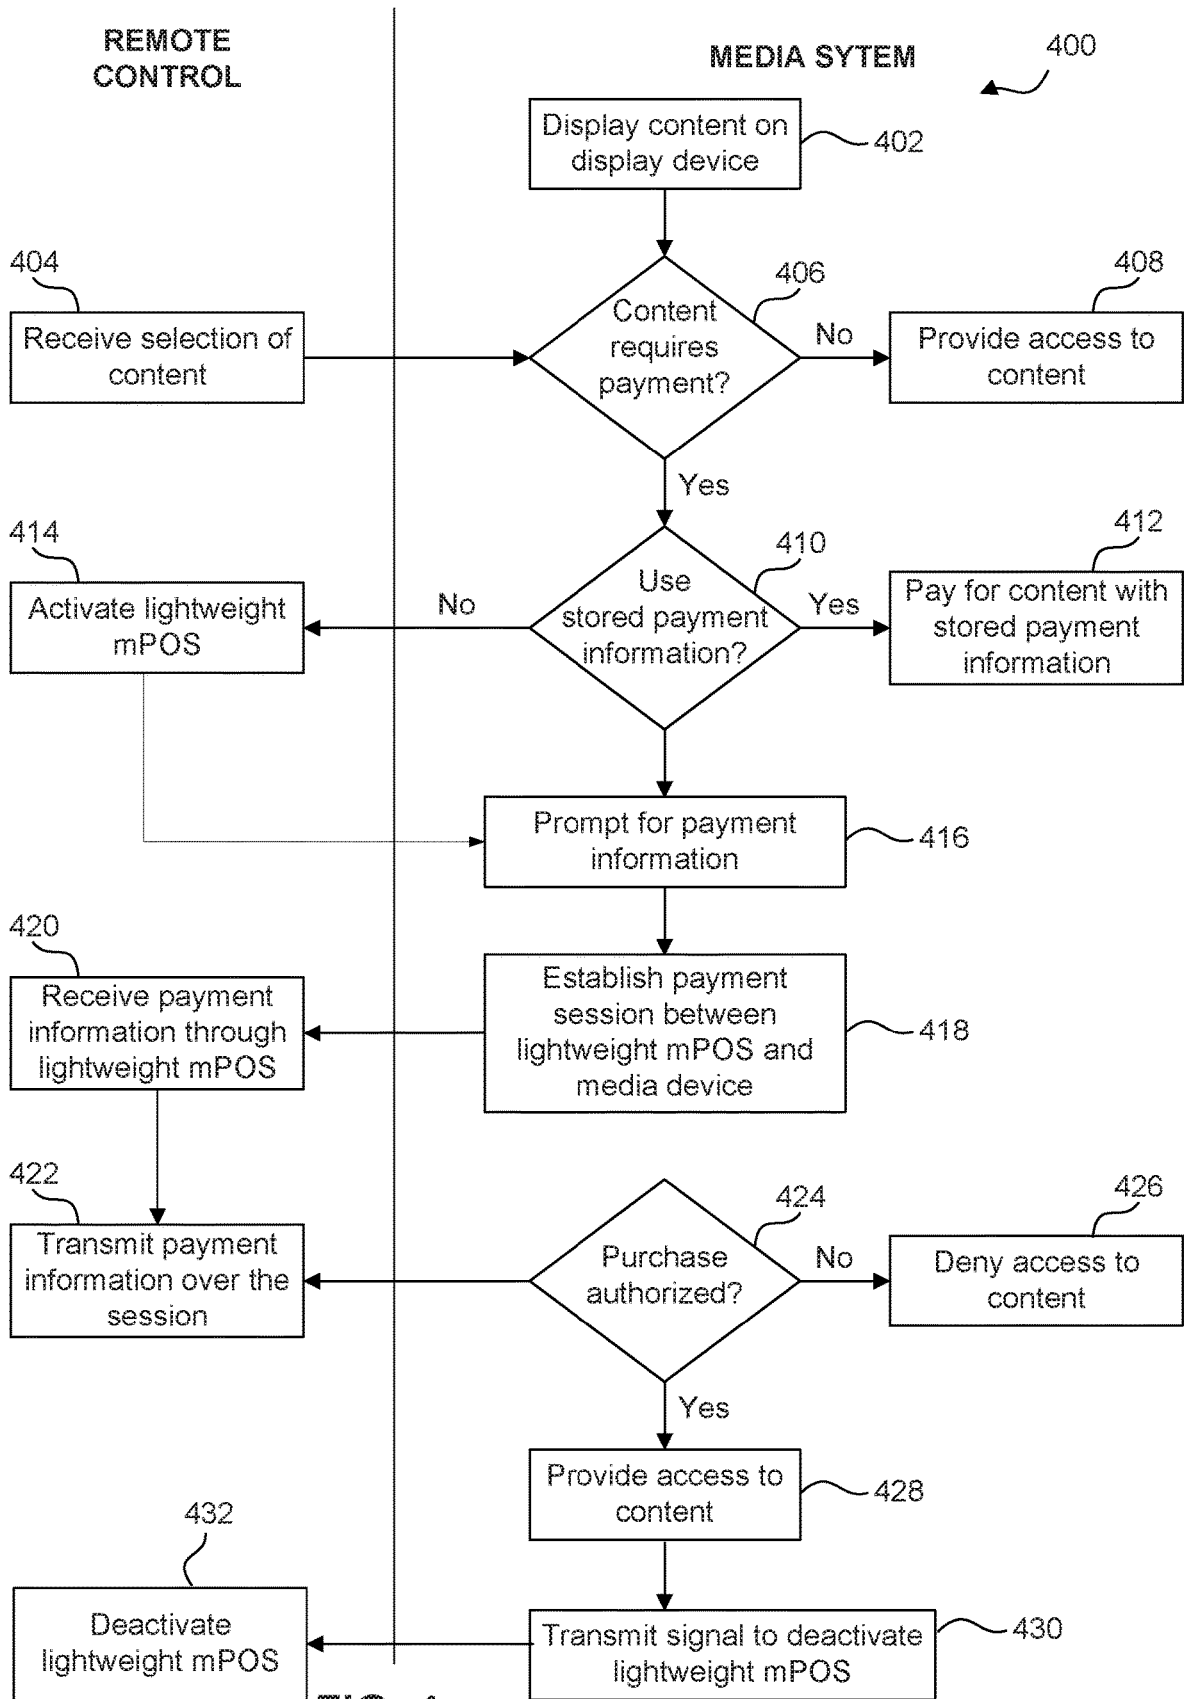 REMOTE
CONTROL
MEDIA SYTEM
400
Display content on
display device
402
404
Receive selection of
content
406
Content
requires
payment?
No
408
Provide access to
content
Yes
414
Activate lightweight
mPOS
No
410
Use
stored payment
information?
Yes
412
Pay for content with
stored payment
information
Prompt for payment
information
416
420
Receive payment
information through
lightweight mPOS
Establish payment
session between
lightweight mPOS and
media device
418
422
Transmit payment
information over the
session
424
Purchase
authorized?
No
426
Deny access to
content
Yes
Provide access to
content
428
432
Deactivate
lightweight mPOS
Transmit signal to deactivate
lightweight mPOS
430